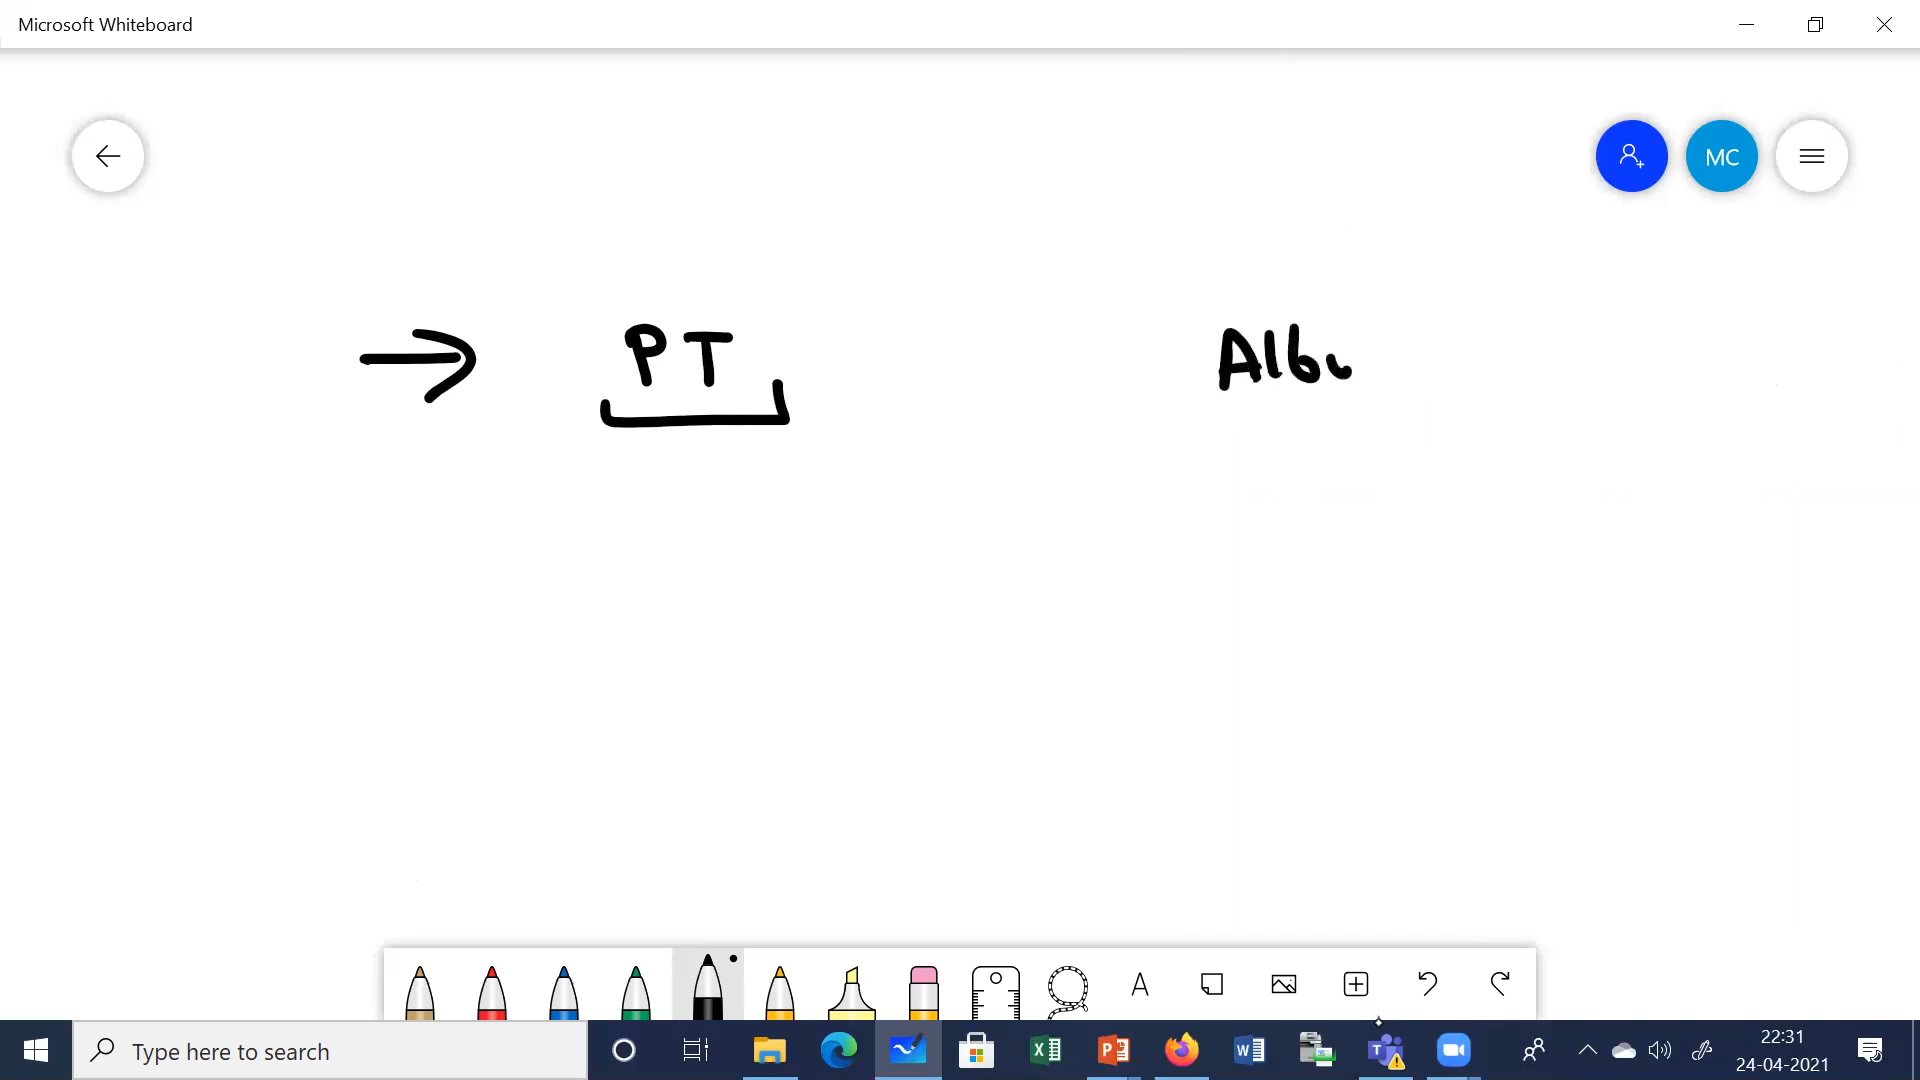 Microsoft Whiteboard
MC
→ PT Albu
A
Type here to search
22:31
24-04-2021